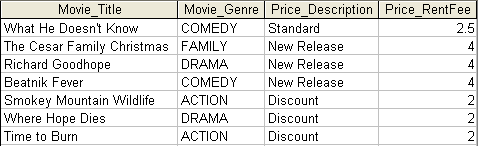 Movie_Title Movie_Genre Price_Description Price_RentFee
What He Doesn't Know COMEDY Standard 2.5
The Cesar Family Christmas FAMILY New Release 4
Richard Goodhope DRAMA New Release 4
Beatnik Fever COMEDY New Release 4
Smokey Mountain Wildlife ACTION Discount 2
Where Hope Dies DRAMA Discount 2
Time to Burn ACTION Discount 2